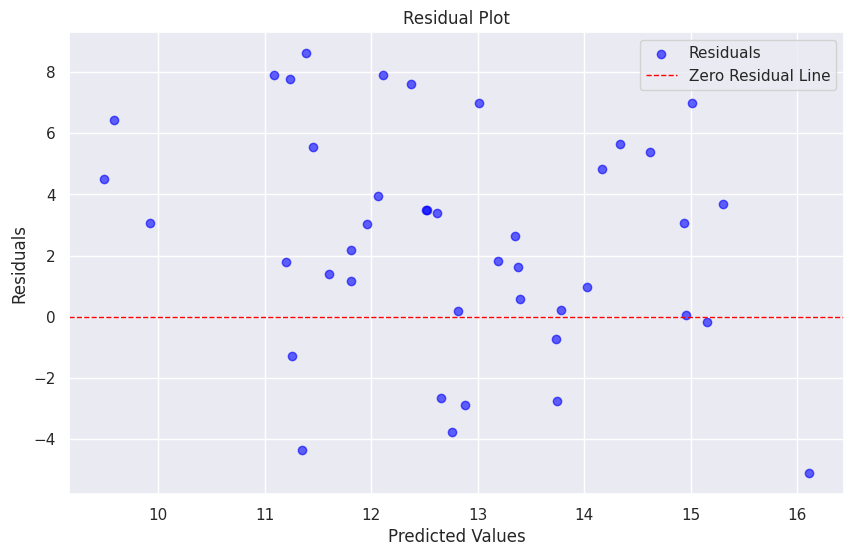 Residual Plot
Residuals
Zero Residual Line
8
6
4
2
0
−2
−4
Residuals
10
11
12
13
14
15
16
Predicted Values